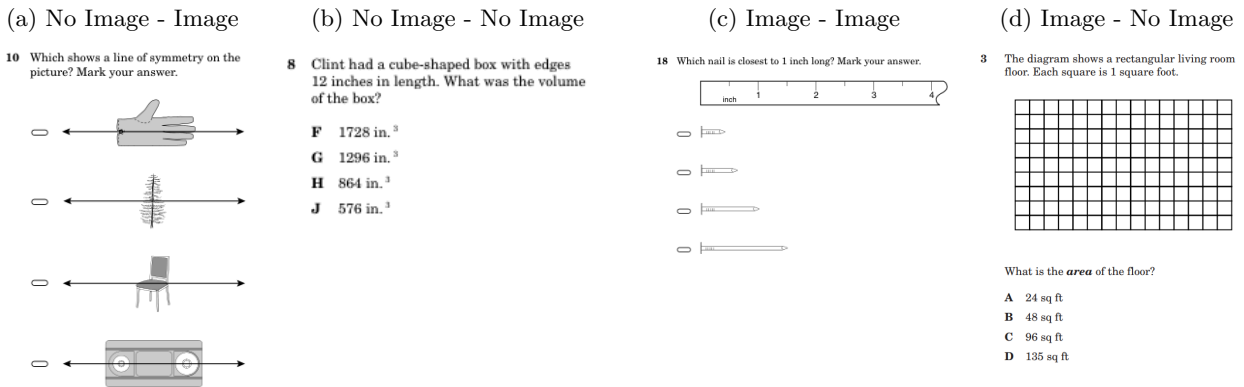 (a) No Image - Image
10 Which shows a line of symmetry on the
picture? Mark your answer.
(b) No Image - No Image
8 Clint had a cube-shaped box with edges
12 inches in length. What was the volume
of the box?
F 1728 in.³
G 1296 in.³
H 864 in.³
J 576 in.³
(c) Image - Image
18 Which nail is closest to 1 inch long? Mark your answer.
inch 1 2 3 4
(d) Image - No Image
3 The diagram shows a rectangular living room
floor. Each square is 1 square foot.
What is the area of the floor?
A 24 sq ft
B 48 sq ft
C 96 sq ft
D 135 sq ft